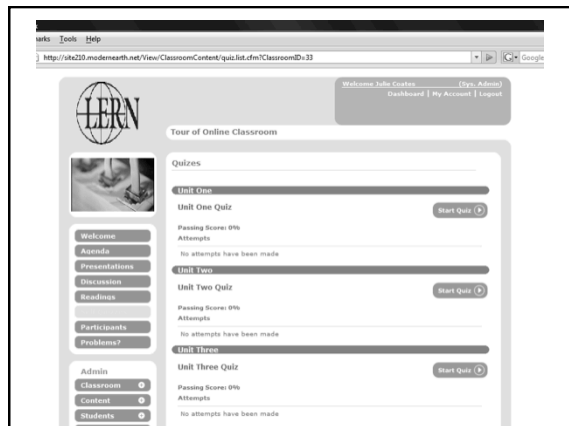 Tools Help
http://site210.modernearth.net/View/ClassroomContent/quiz.list.cfm?ClassroomID=33
Google
Welcome Julie Coates (Sys. Admin)
Dashboard | My Account | Logout
LERN
Tour of Online Classroom
Quizes
Unit One
Unit One Quiz
Start Quiz
Passing Score: 0%
Attempts
No attempts have been made
Unit Two
Unit Two Quiz
Start Quiz
Passing Score: 0%
Attempts
No attempts have been made
Unit Three
Unit Three Quiz
Start Quiz
Passing Score: 0%
Attempts
No attempts have been made
Welcome
Agenda
Presentations
Discussion
Readings
Participants
Problems?
Admin
Classroom
Content
Students